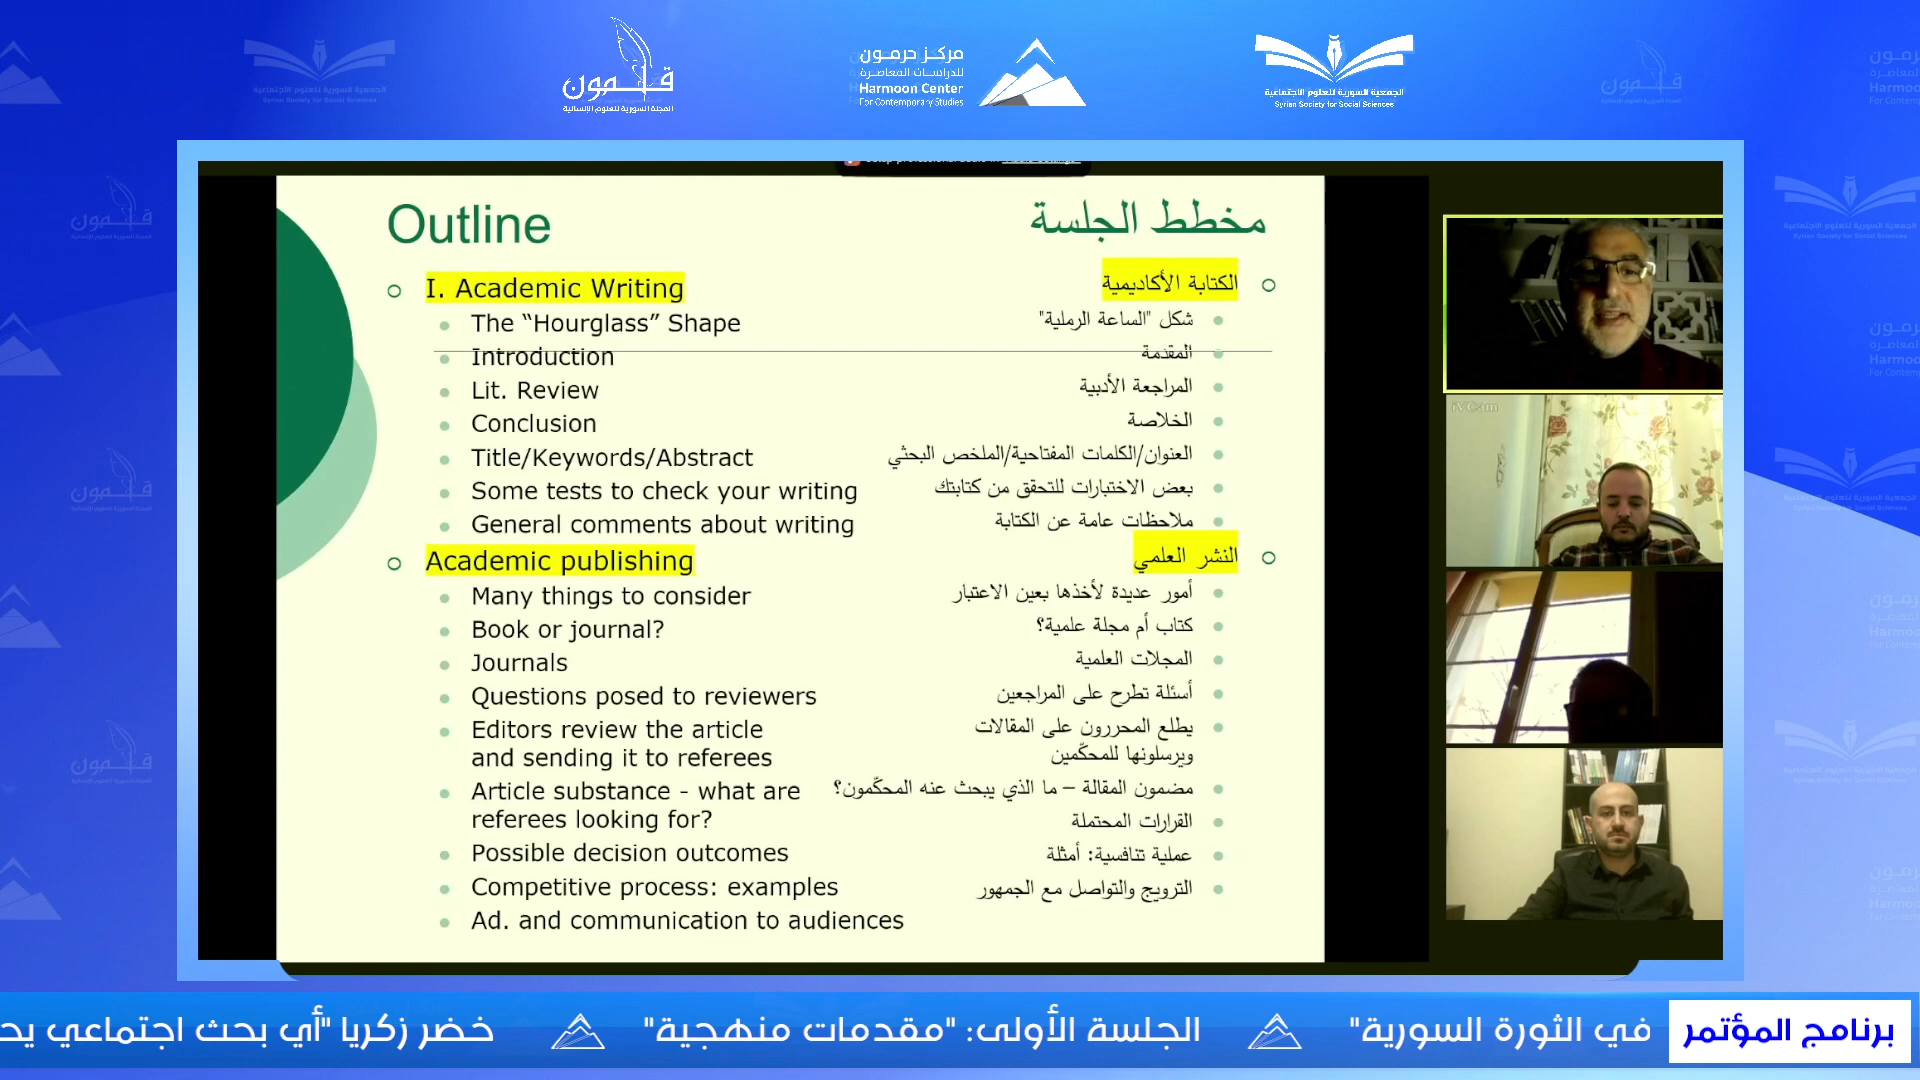 قلمون
المجلة السورية للعلوم الإنسانية
مركز حرمون
للدراسات المعاصرة
Harmoon Center
For Contemporary Studies
الجمعية السورية للعلوم الاجتماعية
Syrian Society for Social Sciences
Outline
I. Academic Writing
The “Hourglass” Shape
Introduction
Lit. Review
Conclusion
Title/Keywords/Abstract
Some tests to check your writing
General comments about writing
Academic publishing
Many things to consider
Book or journal?
Journals
Questions posed to reviewers
Editors review the article
and sending it to referees
Article substance - what are
referees looking for?
Possible decision outcomes
Competitive process: examples
Ad. and communication to audiences
مخطط الجلسة
الكتابة الأكاديمية
شكل "الساعة الرملية"
المقدمة
المراجعة الأدبية
الخلاصة
العنوان/الكلمات المفتاحية/الملخص البحثي
بعض الاختبارات للتحقق من كتابتك
ملاحظات عامة عن الكتابة
النشر العلمي
أمور عديدة لأخذها بعين الاعتبار
كتاب أم مجلة علمية؟
المجلات العلمية
أسئلة تطرح على المراجعين
يطلع المحررون على المقالات
ويرسلونها للمحكّمين
مضمون المقالة – ما الذي يبحث عنه المحكّمون؟
القرارات المحتملة
عملية تنافسية: أمثلة
الترويج والتواصل مع الجمهور
iVCam
برنامج المؤتمر
في الثورة السورية"
الجلسة الأولى: "مقدمات منهجية"
خضر زكريا "أي بحث اجتماعي يح